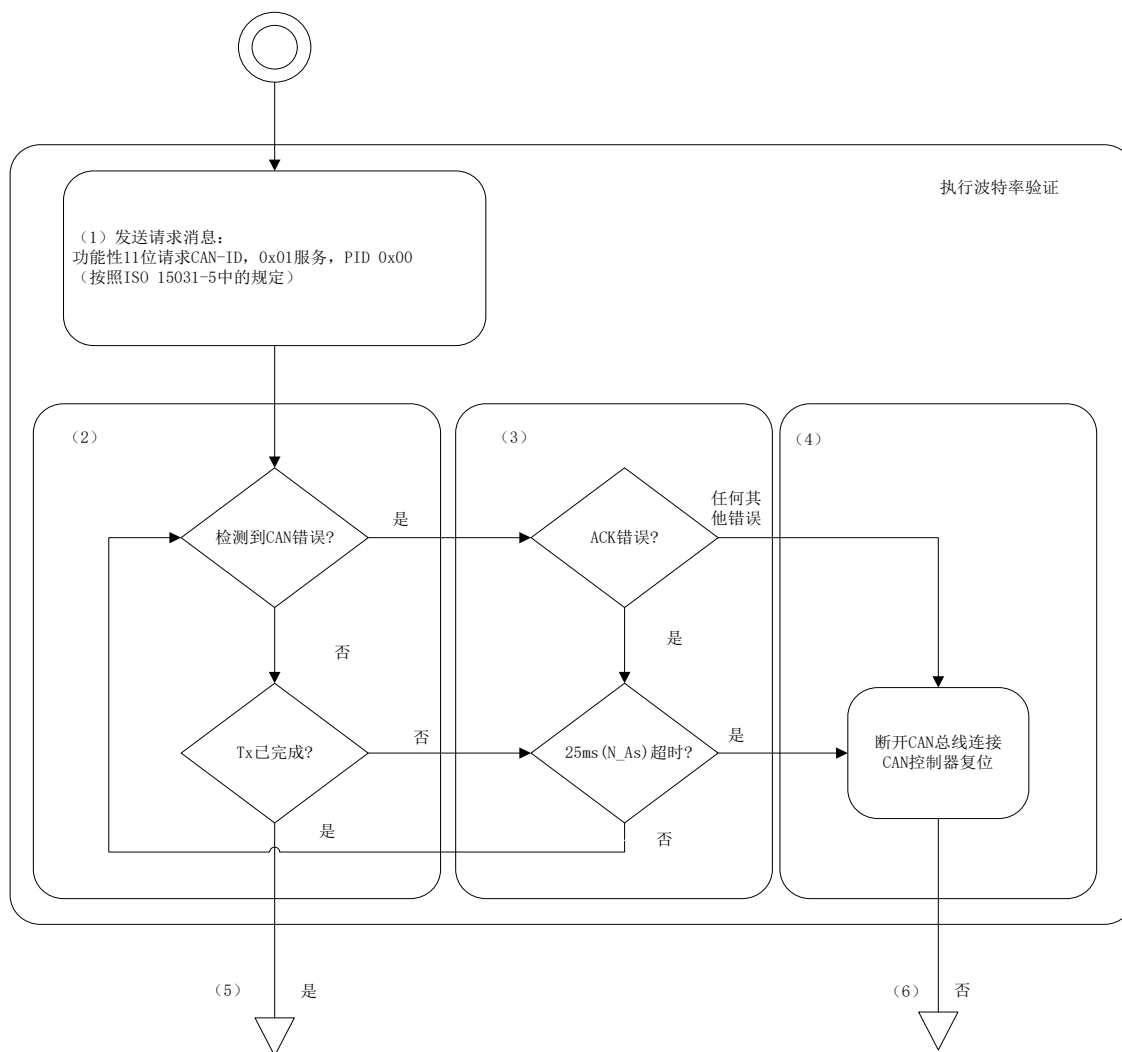 执行波特率验证
（1）发送请求消息：
功能性11位请求CAN-ID，0x01服务，PID 0x00
（按照ISO 15031-5中的规定）
（2）
（3）
（4）
检测到CAN错误?
是
ACK错误?
任何其
他错误
否
是
Tx已完成?
否
25ms(N_As)超时?
是
断开CAN总线连接
CAN控制器复位
是
否
（5）
是
（6）
否